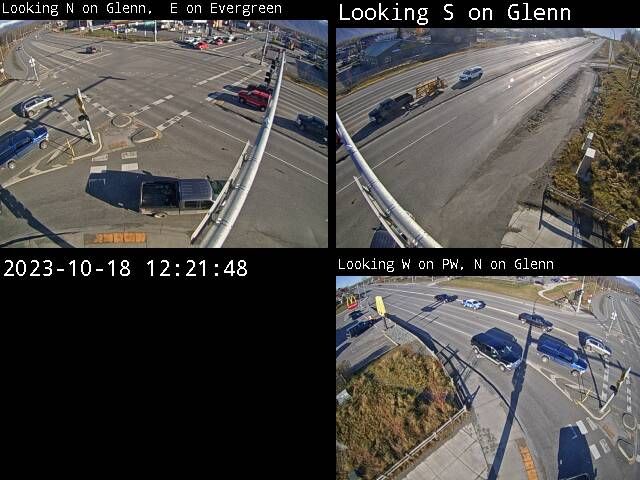 Looking N on Glenn,  E on Evergreen
Looking S on Glenn
2023-10-18 12:21:48
Looking W on PW, N on Glenn